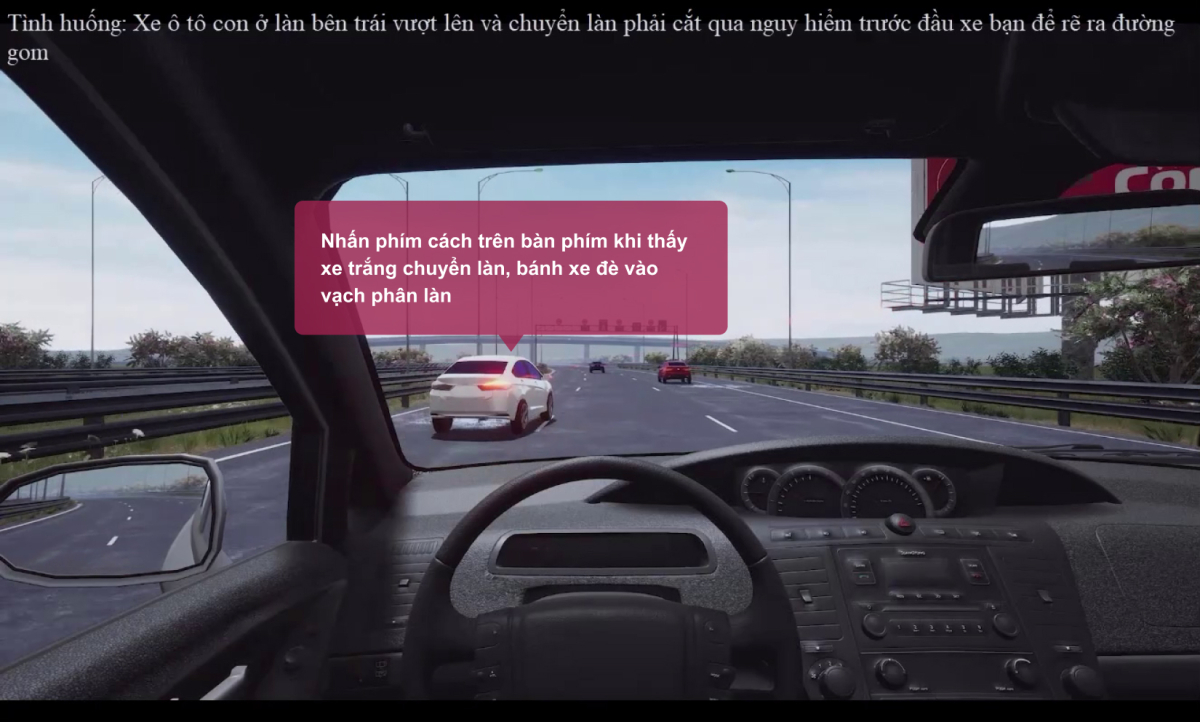 Tình huống: Xe ô tô con ở làn bên trái vượt lên và chuyển làn phải cắt qua nguy hiểm trước đầu xe bạn để rẽ ra đường
gom
Nhấn phím cách trên bàn phím khi thấy
xe trắng chuyển làn, bánh xe đè vào
vạch phân làn